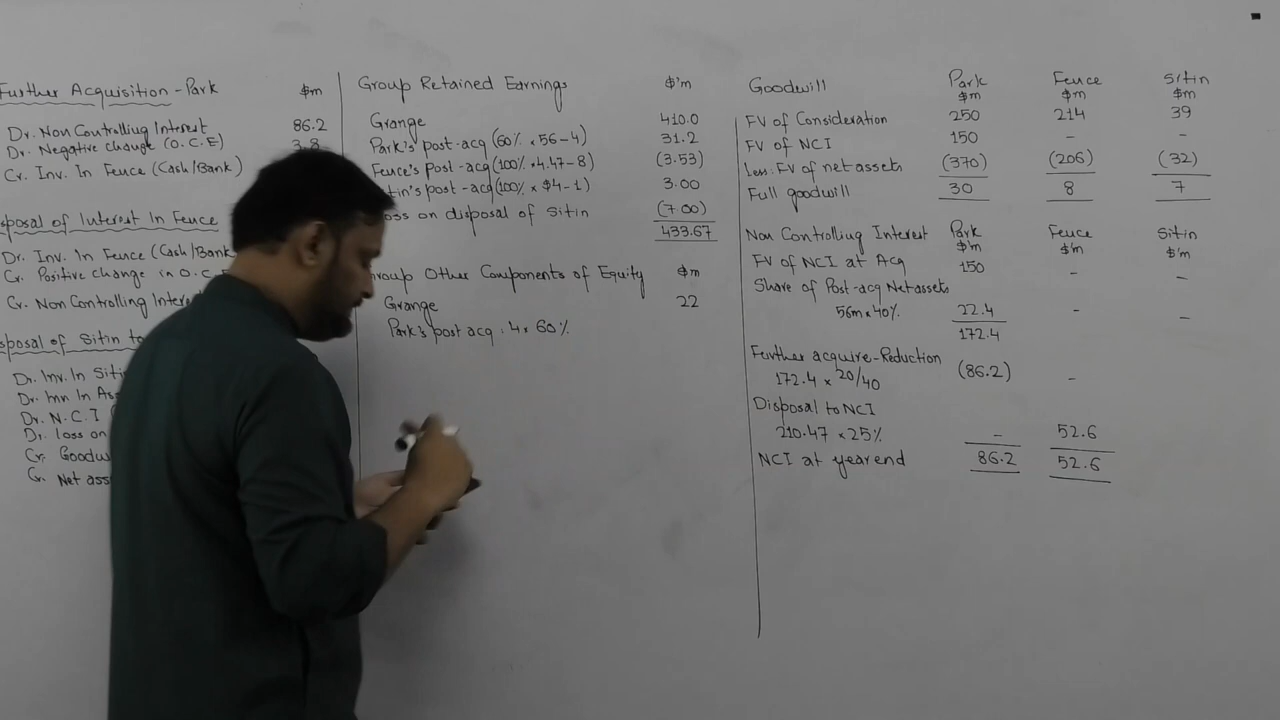 Further Acquisition - Park $m
Dr. Non Controlling Interest 86.2
Dr. Negative change (O.C.E) 3.8
Cr. Inv. In Fence (Cash/Bank)
sposal of Interest In Fence
Dr. Inv. In Fence (Cash/Bank
Cr. Positive change in O.C.E
Cr. Non Controlling Inter
sposal of Sitin to
Dr. Inv. In Siti
Dr. Inv In As
Dr. N.C.I
Dr. loss on
Cr. Goodw
Cr. Net ass
Group Retained Earnings $'m
Grange 410.0
Park's post-acq (60% × 56-4) 31.2
Fence's post-acq (100% × 4.47-8) (3.53)
tin's post-acq (100% × $4-1) 3.00
oss on disposal of Sitin (7.00)
433.67
roup Other Components of Equity $m
Grange 22
Park's post acq : 4 × 60%
Goodwill Park Fence Sitin
$m $m $m
FV of Consideration 250 214 39
FV of NCI 150 - -
Less: FV of net assets (370) (206) (32)
Full goodwill 30 8 7
Non Controlling Interest Park Fence Sitin
$'m $'m $'m
FV of NCI at Acq 150 - -
Share of Post-acq Net assets
56m × 40% 22.4 - -
172.4
Further acquire-Reduction
172.4 × 20/40 (86.2) -
Disposal to NCI
210.47 × 25% - 52.6
NCI at year end 86.2 52.6